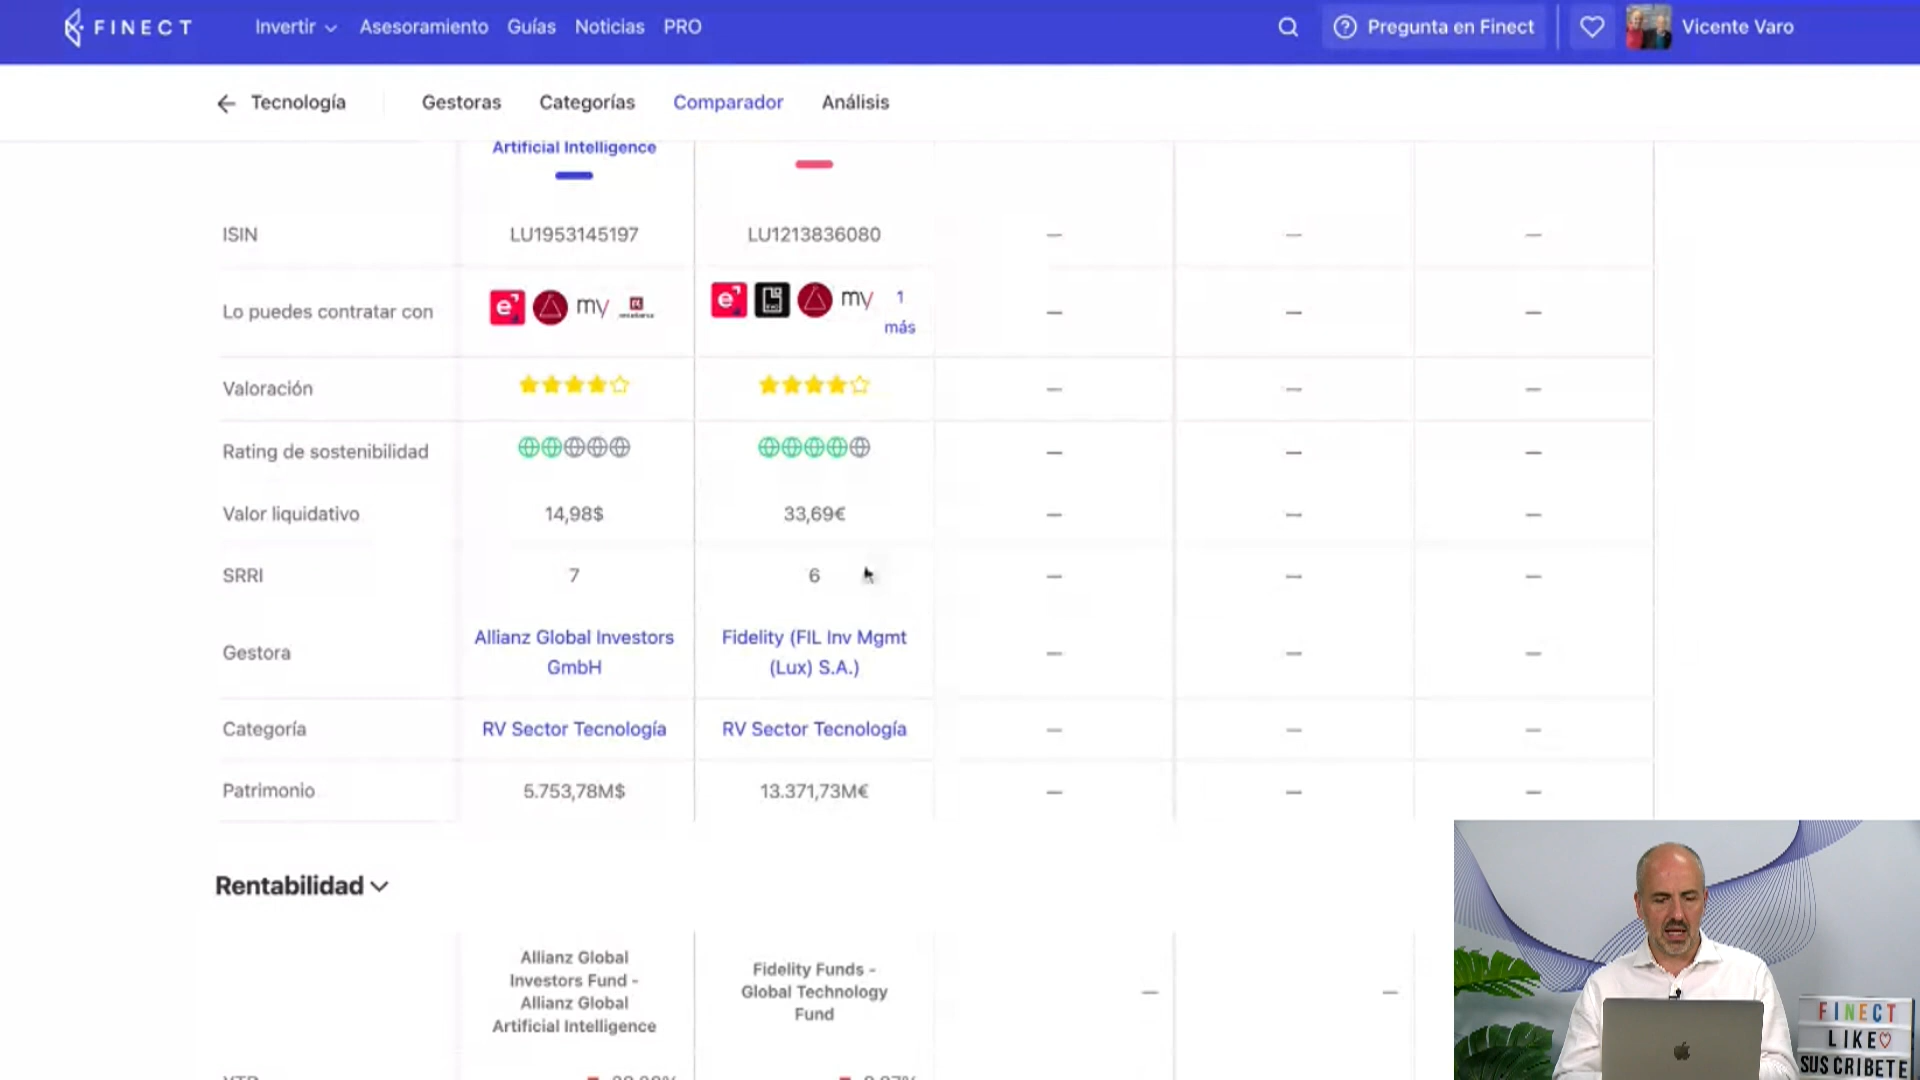 FINECT
Invertir Asesoramiento Guías Noticias PRO
Pregunta en Finect
Vicente Varo
Tecnología Gestoras Categorías Comparador Análisis
Artificial Intelligence
ISIN LU1953145197 LU1213836080 — — —
Lo puedes contratar con my my 1
más
Valoración — — —
Rating de sostenibilidad — — —
Valor liquidativo 14,98$ 33,69€ — — —
SRRI 7 6 — — —
Gestora Allianz Global Investors Fidelity (FIL Inv Mgmt — — —
GmbH (Lux) S.A.)
Categoría RV Sector Tecnología RV Sector Tecnología — — —
Patrimonio 5.753,78M$ 13.371,73M€ — — —
Rentabilidad
Allianz Global
Investors Fund -
Allianz Global
Artificial Intelligence
Fidelity Funds -
Global Technology
Fund
— —
FINECT
LIKE♡
SUSCRIBETE